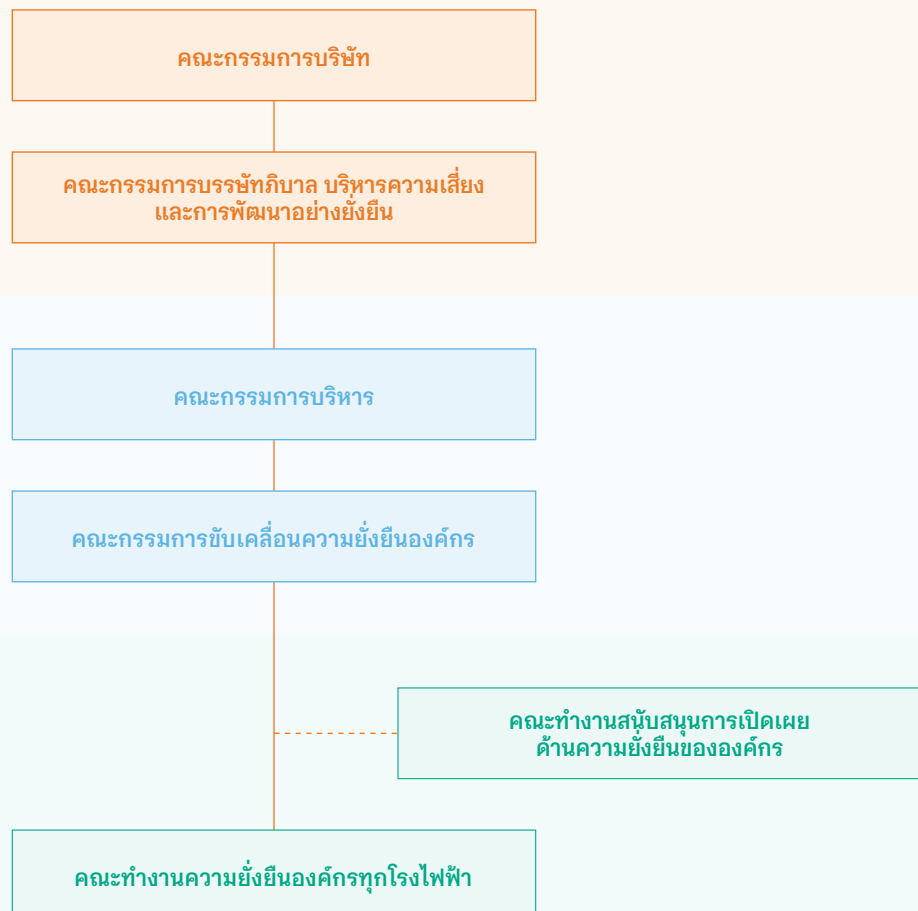 คณะกรรมการบริษัท
คณะกรรมการบรรษัทภิบาล บริหารความเสี่ยง
และการพัฒนาอย่างยั่งยืน
คณะกรรมการบริหาร
คณะกรรมการขับเคลื่อนความยั่งยืนองค์กร
คณะทำงานสนับสนุนการเปิดเผย
ด้านความยั่งยืนขององค์กร
คณะทำงานความยั่งยืนองค์กรทุกโรงไฟฟ้า